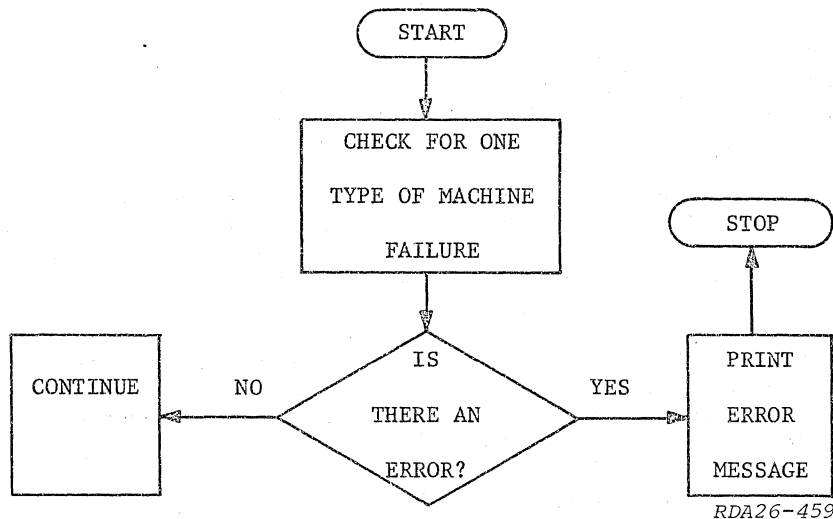 START
CHECK FOR ONE
TYPE OF MACHINE
FAILURE
STOP
IS
THERE AN
ERROR?
NO
CONTINUE
YES
PRINT
ERROR
MESSAGE
RDA26-459